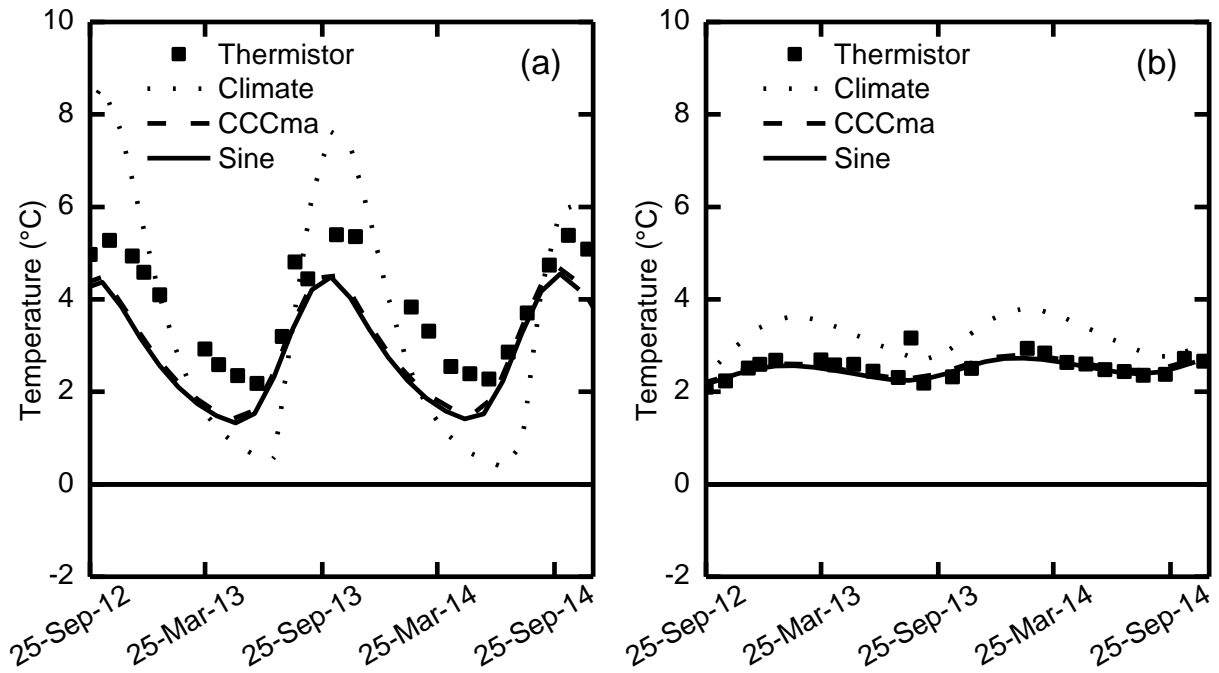 10
8
6
4
2
0
-2
Temperature (°C)
Thermistor
Climate
CCCma
Sine
(a)
25-Sep-12
25-Mar-13
25-Sep-13
25-Mar-14
25-Sep-14
10
8
6
4
2
0
-2
Temperature (°C)
Thermistor
Climate
CCCma
Sine
(b)
25-Sep-12
25-Mar-13
25-Sep-13
25-Mar-14
25-Sep-14